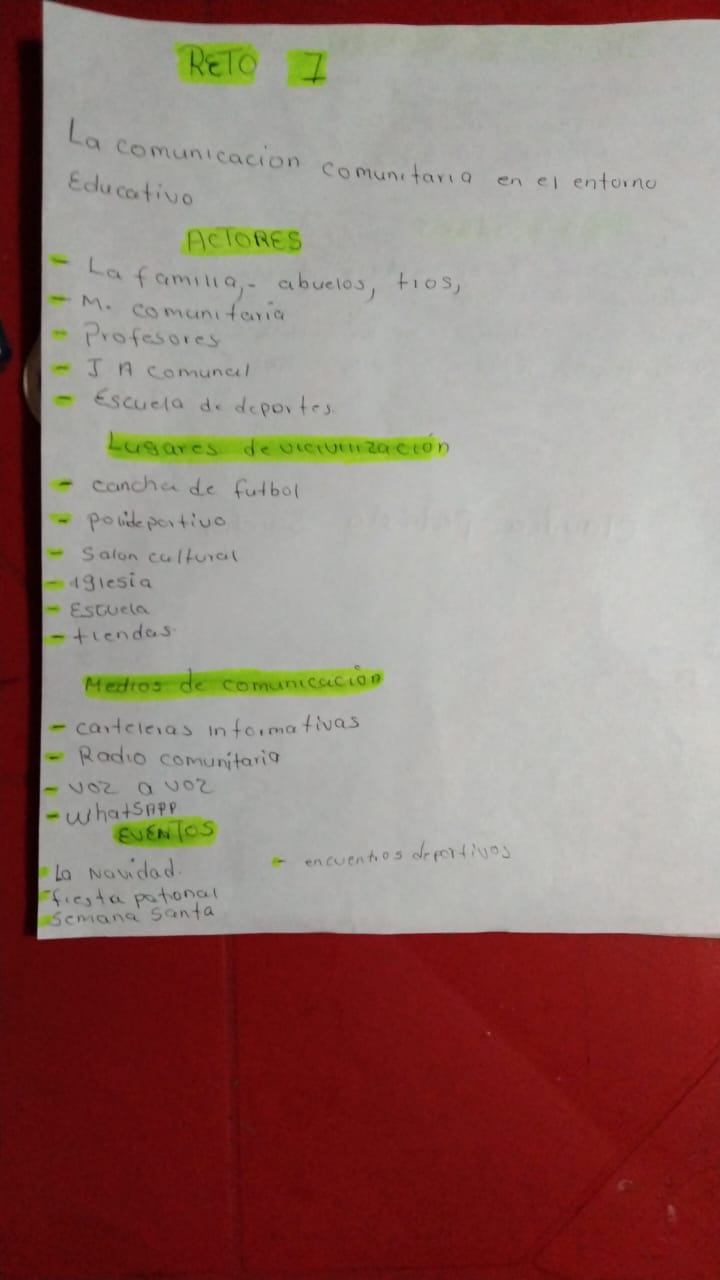 RETO 1
La comunicacion comunitaria en el entorno
Educativo
ACTORES
- La familia,- abuelos, tios,
- M. comunitaria
- Profesores
- J A comunal
- Escuela de deportes.
Lugares de
- cancha de futbol
- polideportivo
- Salon cultural
- iglesia
- Escuela
- tiendas.
Medios de comunicación
- carteleras informativas
- Radio comunitaria
- voz a voz
- WhatsAPP
EVENTOS
- La Navidad.
- encuentros deportivos
- fiesta patronal
- Semana Santa